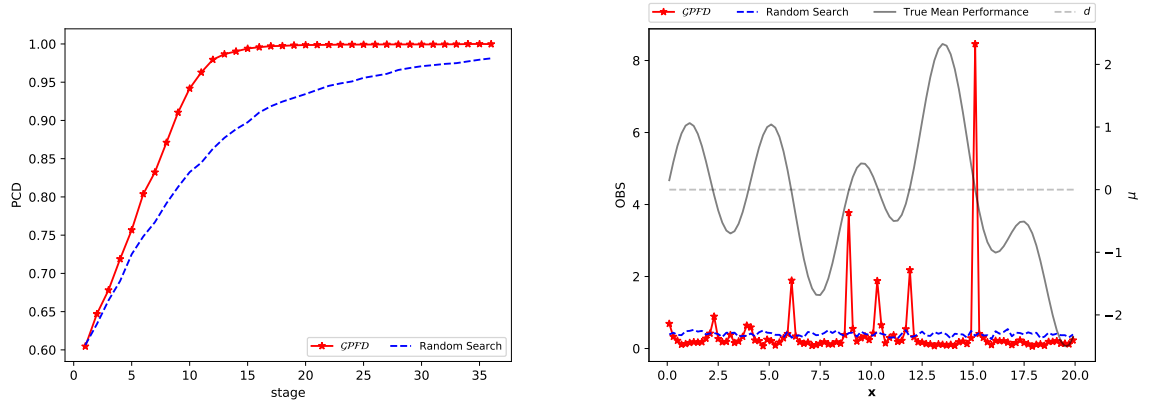 GPFD Random Search True Mean Performance d
1.00
0.95
0.90
0.85
0.80
0.75
0.70
0.65
0.60
PCD
0 5 10 15 20 25 30 35
stage
GPFD Random Search
8
6
4
2
0
OBS
2
1
0
−1
−2
μ
0.0 2.5 5.0 7.5 10.0 12.5 15.0 17.5 20.0
x